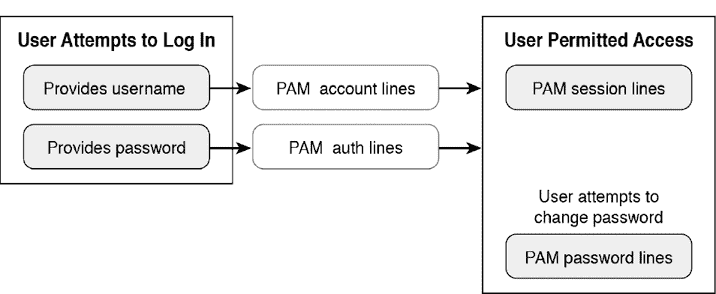 User Attempts to Log In
Provides username
Provides password
PAM account lines
PAM auth lines
User Permitted Access
PAM session lines
User attempts to
change password
PAM password lines